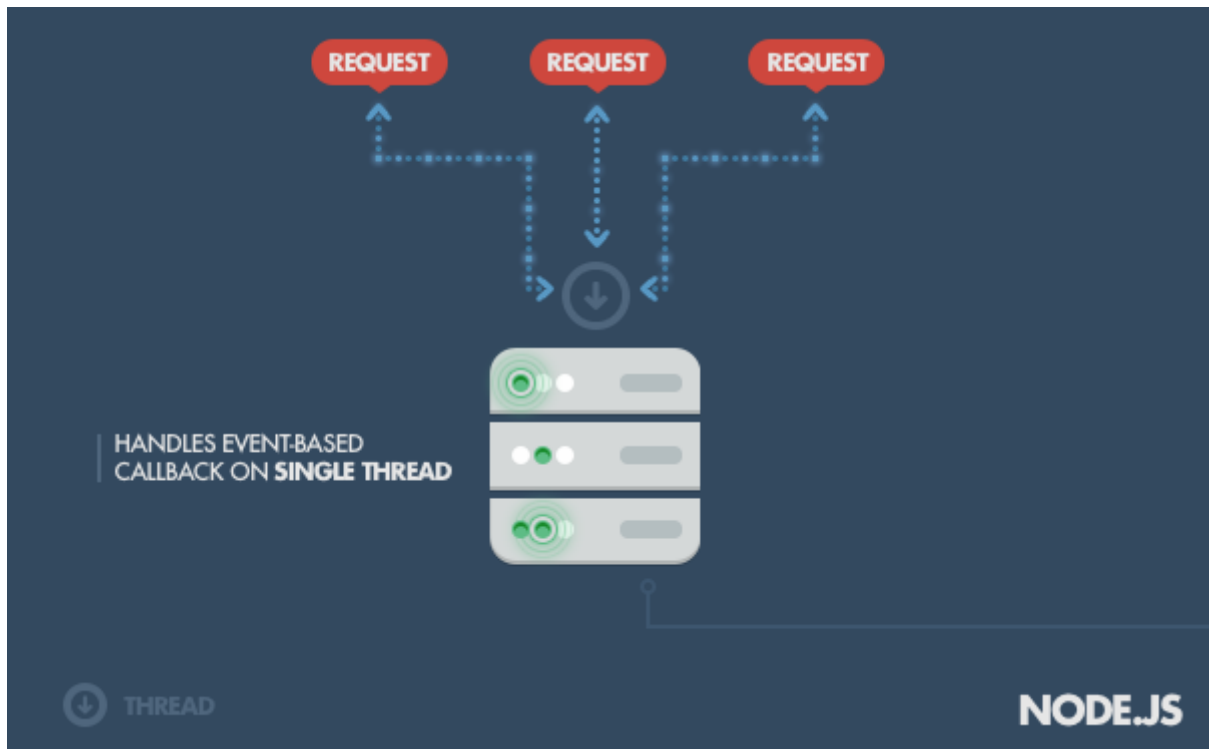 REQUEST REQUEST REQUEST
HANDLES EVENT-BASED
CALLBACK ON SINGLE THREAD
THREAD
NODE.JS